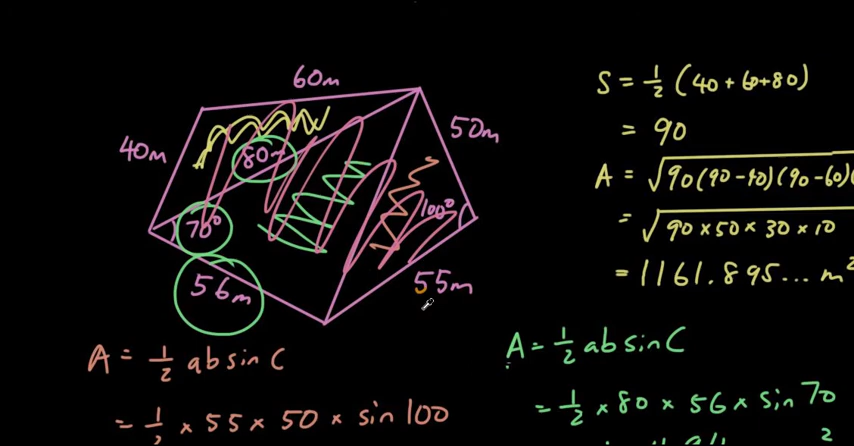 60m
40m
50m
80m
100°
70°
56m
55m
S = 1/2 (40+60+80)
= 90
A = √90(90-40)(90-60)(
= √90×50×30×10
= 1161.895... m²
A = 1/2 ab sin C
= 1/2 × 55 × 50 × sin 100
A = 1/2 ab sin C
= 1/2 × 80 × 56 × sin 70